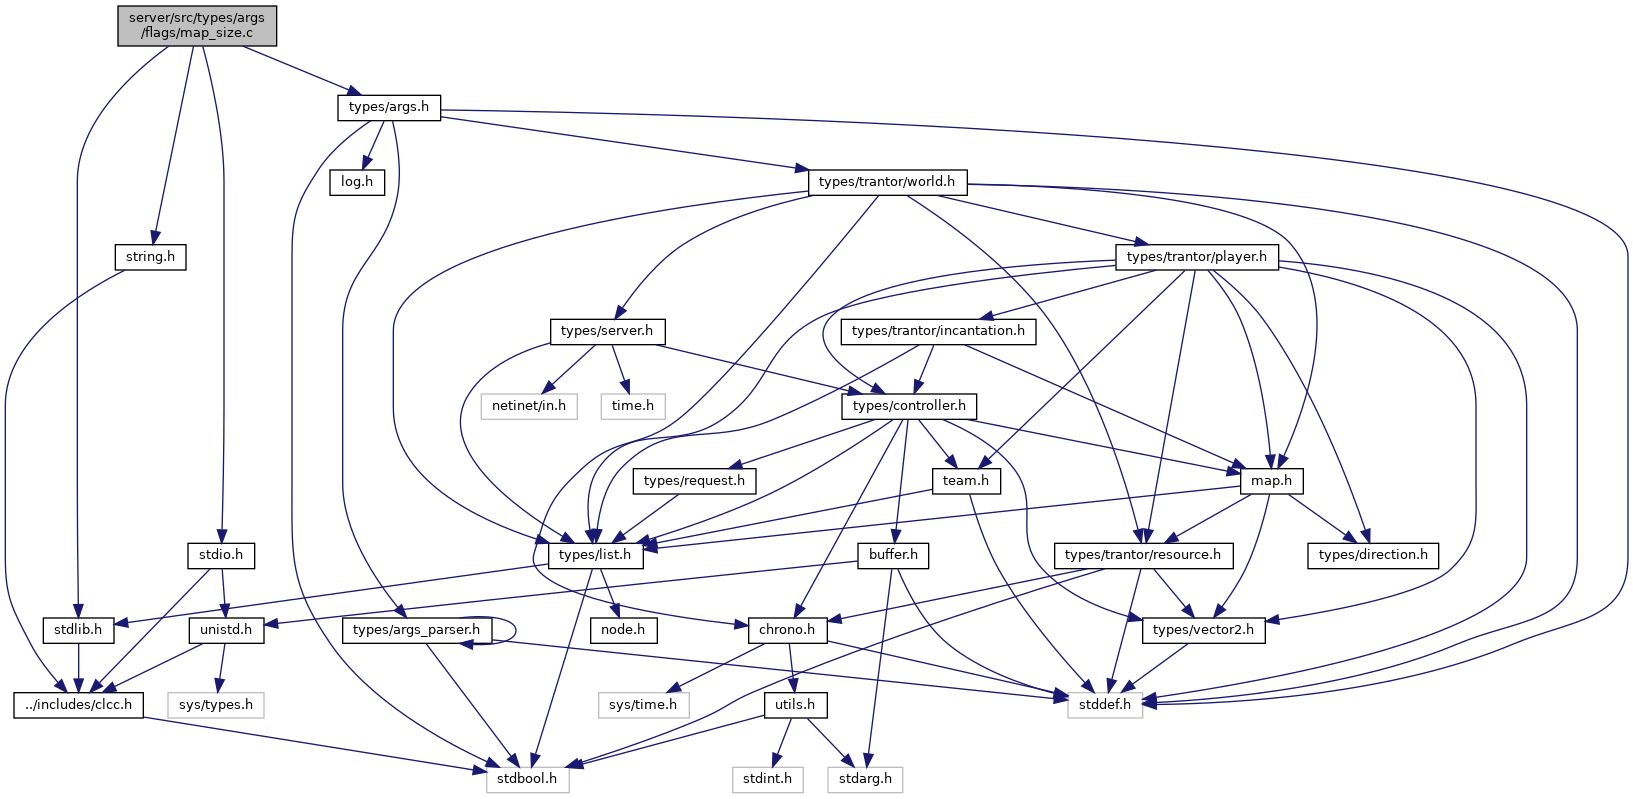 server/src/types/args
/flags/map_size.c
types/args.h
log.h
types/trantor/world.h
string.h
types/trantor/player.h
types/server.h
types/trantor/incantation.h
netinet/in.h
time.h
types/controller.h
types/request.h
team.h
map.h
stdio.h
types/list.h
buffer.h
types/trantor/resource.h
types/direction.h
stdlib.h
unistd.h
types/args_parser.h
node.h
chrono.h
types/vector2.h
../includes/clcc.h
sys/types.h
sys/time.h
utils.h
stddef.h
stdbool.h
stdint.h
stdarg.h